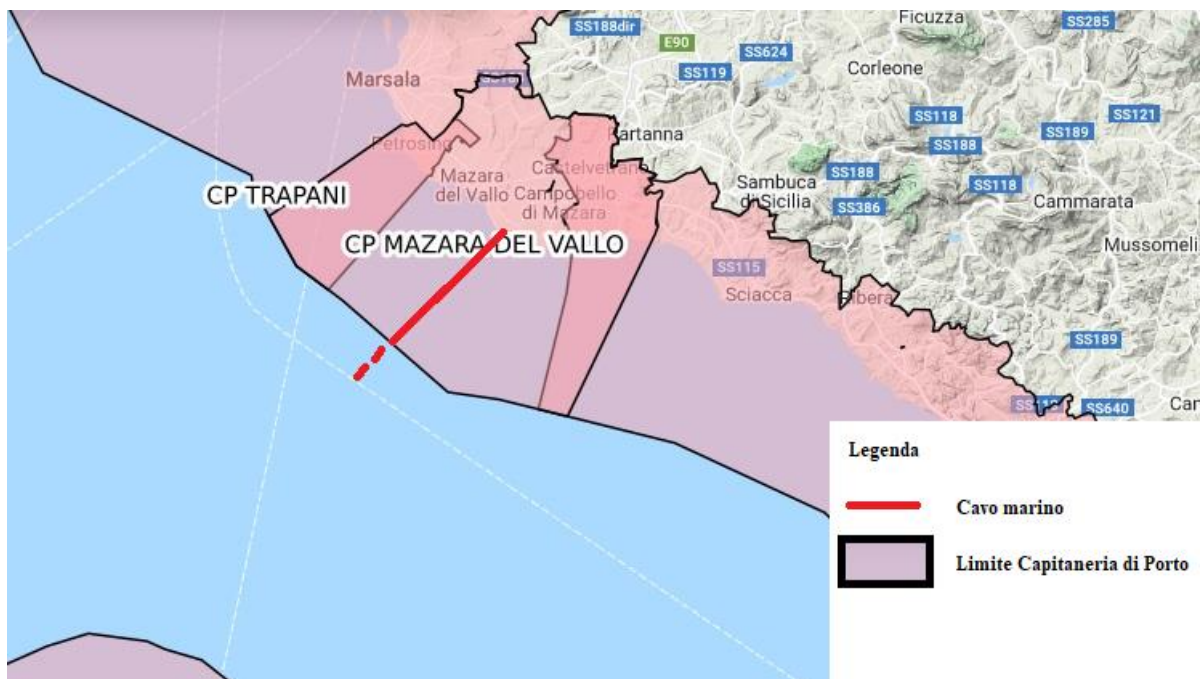 Ficuzza
SS188dir
SS285
E90
SS624
SS119
Corleone
Marsala
SS118
SS121
SS189
SS188
Partanna
Petrosino
Castelvetrano
Mazara
del Vallo
Campobello
di Mazara
Sambuca
di Sicilia
SS188
SS386
SS118
Cammarata
CP TRAPANI
CP MAZARA DEL VALLO
Mussomeli
SS115
Sciacca
Ribera
SS189
SS640
Can
Legenda
Cavo marino
Limite Capitaneria di Porto